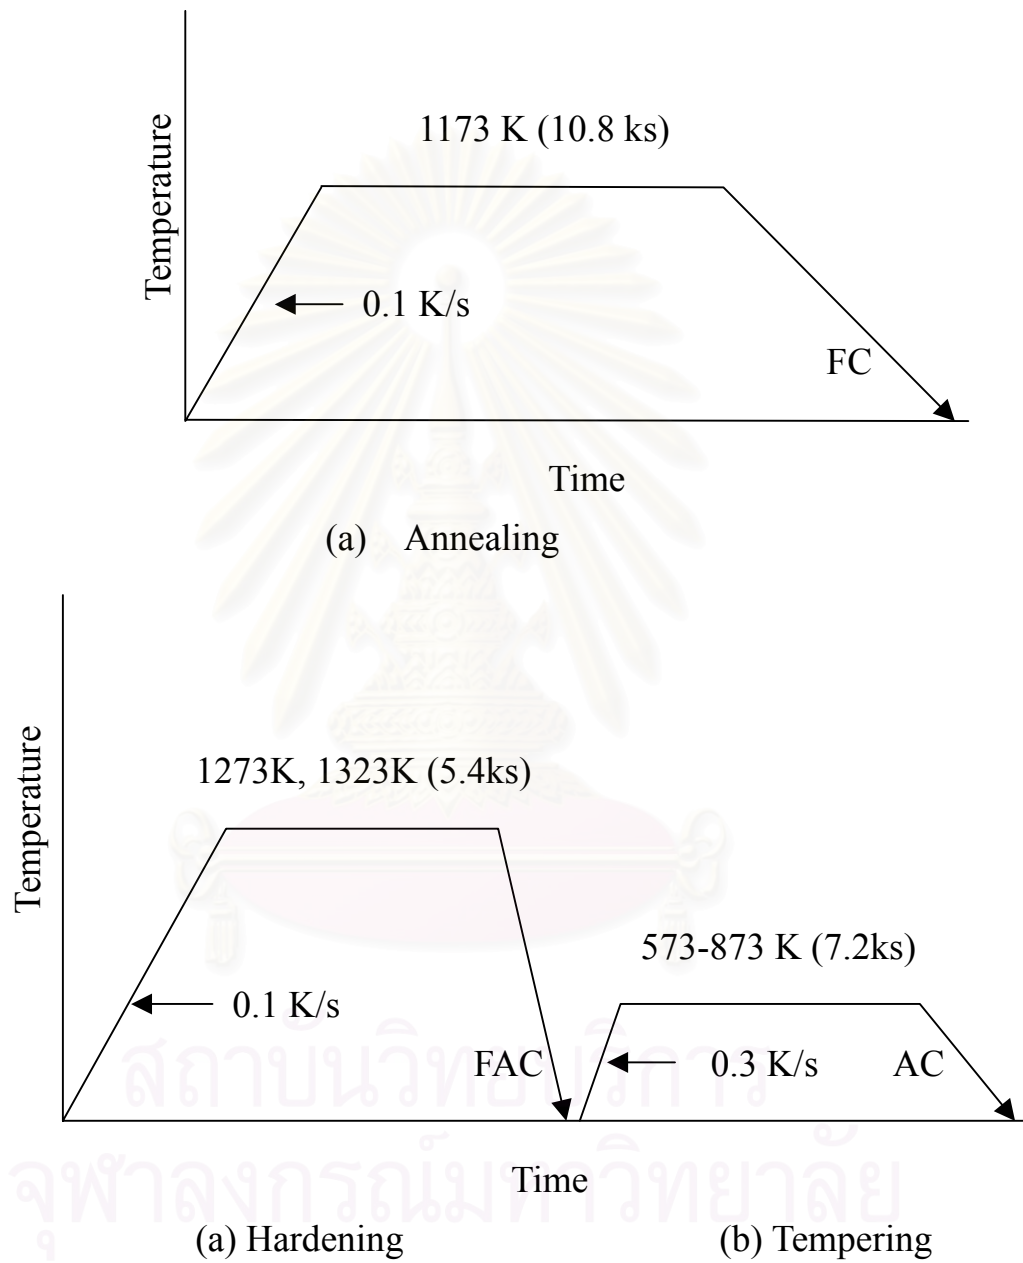 1173 K (10.8 ks)
Temperature
0.1 K/s
FC
Time
(a) Annealing
1273K, 1323K (5.4ks)
Temperature
573-873 K (7.2ks)
0.1 K/s
FAC
0.3 K/s
AC
สถาบันวิทยบริการ
Time
จุฬาลงกรณ์มหาวิทยาลัย
(a) Hardening
(b) Tempering